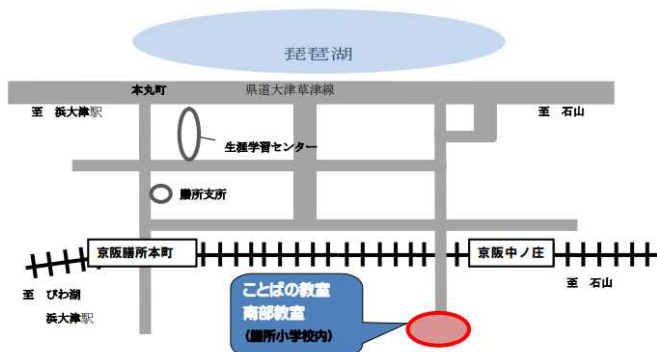 琵琶湖
本丸町
県道大津草津線
至 浜大津駅
至 石山
生涯学習センター
膳所支所
京阪膳所本町
京阪中ノ庄
至 びわ湖
浜大津駅
至 石山
ことばの教室
南部教室
(膳所小学校内)